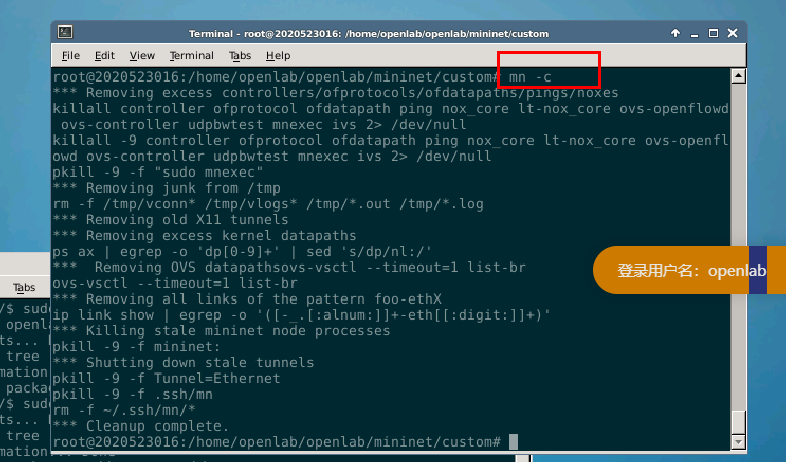 Terminal – root@2020523016: /home/openlab/openlab/mininet/custom
File Edit View Terminal Tabs Help
root@2020523016:/home/openlab/openlab/mininet/custom# mn -c
*** Removing excess controllers/ofprotocols/ofdatapaths/pings/noxes
killall controller ofprotocol ofdatapath ping nox_core lt-nox_core ovs-openflowd
 ovs-controller udpbwtest mnexec ivs 2> /dev/null
killall -9 controller ofprotocol ofdatapath ping nox_core lt-nox_core ovs-openfl
owd ovs-controller udpbwtest mnexec ivs 2> /dev/null
pkill -9 -f "sudo mnexec"
*** Removing junk from /tmp
rm -f /tmp/vconn* /tmp/vlogs* /tmp/*.out /tmp/*.log
*** Removing old X11 tunnels
*** Removing excess kernel datapaths
ps ax | egrep -o 'dp[0-9]+' | sed 's/dp/nl:/'
***  Removing OVS datapathsovs-vsctl --timeout=1 list-br
ovs-vsctl --timeout=1 list-br
*** Removing all links of the pattern foo-ethX
ip link show | egrep -o '([-_.[:alnum:]]+-eth[[:digit:]]+)'
*** Killing stale mininet node processes
pkill -9 -f mininet:
*** Shutting down stale tunnels
pkill -9 -f Tunnel=Ethernet
pkill -9 -f .ssh/mn
rm -f ~/.ssh/mn/*
*** Cleanup complete.
root@2020523016:/home/openlab/openlab/mininet/custom#
登录用户名：openlab
Tabs
/$ sud
openla
ts...
tree
mation
packa
/$ sud
ts...
tree
mation...